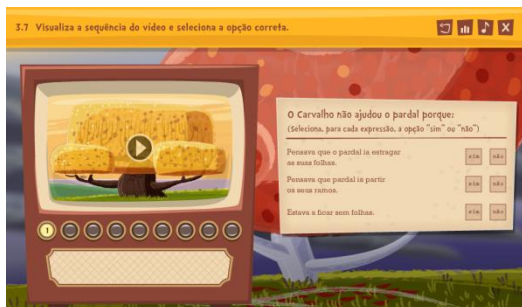 3.7 Visualiza a sequência do vídeo e seleciona a opção correta.
O Carvalho não ajudou o pardal porque:
(Seleciona, para cada expressão, a opção "sim" ou "não")
Pensava que o pardal ia estragar
as suas folhas.
sim não
Pensava que pardal ia partir
os seus ramos.
sim não
Estava a ficar sem folhas.
sim não
1